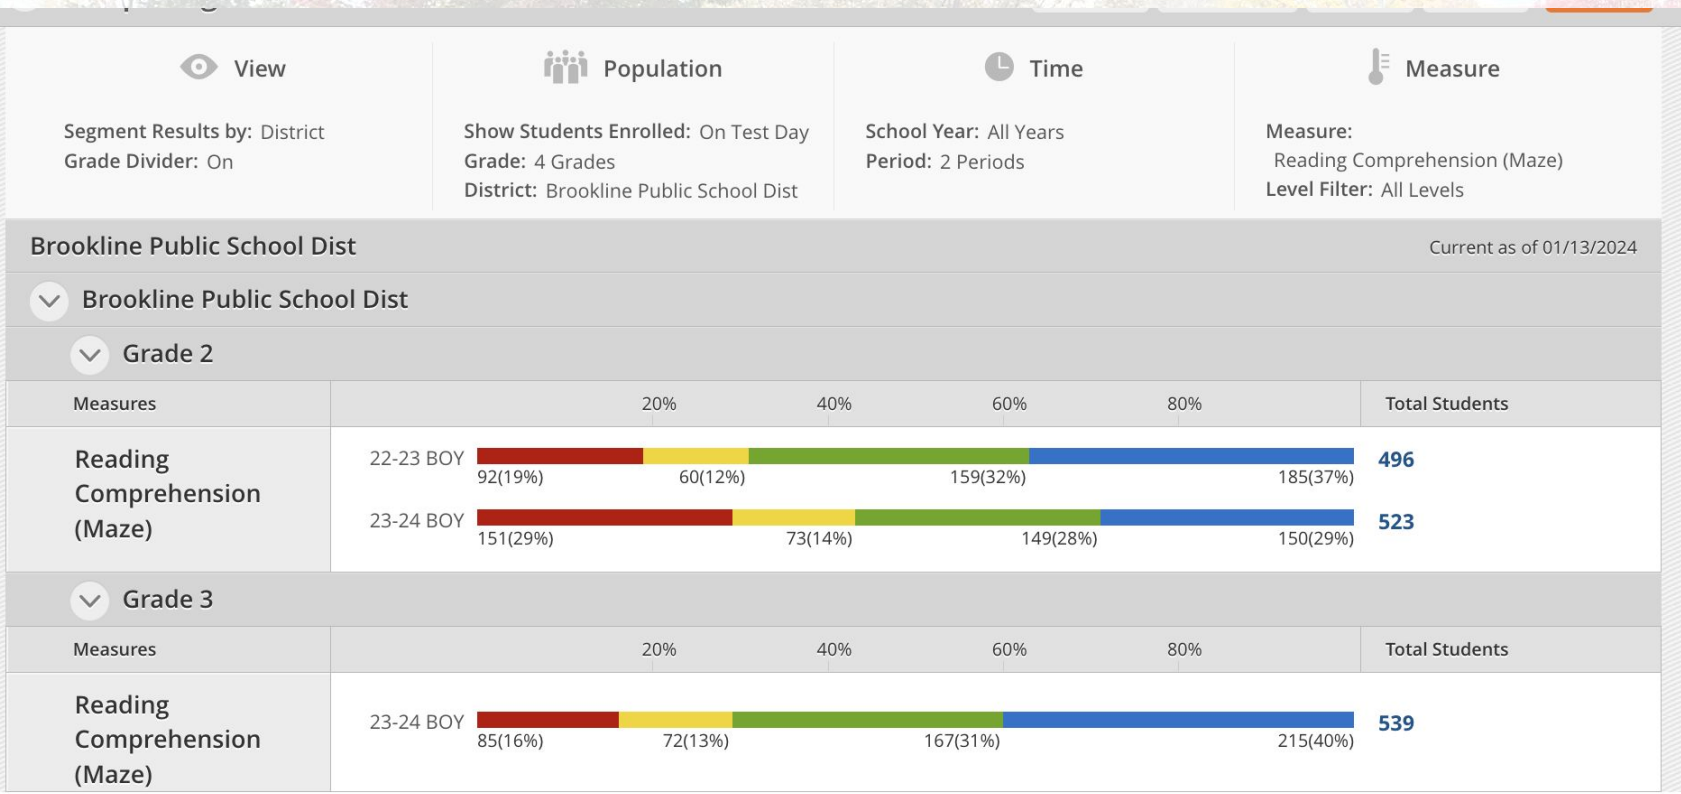 View
Population
Time
Measure
Segment Results by: District
Grade Divider: On
Show Students Enrolled: On Test Day
Grade: 4 Grades
District: Brookline Public School Dist
School Year: All Years
Period: 2 Periods
Measure:
Reading Comprehension (Maze)
Level Filter: All Levels
Brookline Public School Dist
Current as of 01/13/2024
Brookline Public School Dist
Grade 2
Measures 20% 40% 60% 80% Total Students
Reading
Comprehension
(Maze)
22-23 BOY 496
92(19%) 60(12%) 159(32%) 185(37%)
23-24 BOY 523
151(29%) 73(14%) 149(28%) 150(29%)
Grade 3
Measures 20% 40% 60% 80% Total Students
Reading
Comprehension
(Maze)
23-24 BOY 539
85(16%) 72(13%) 167(31%) 215(40%)